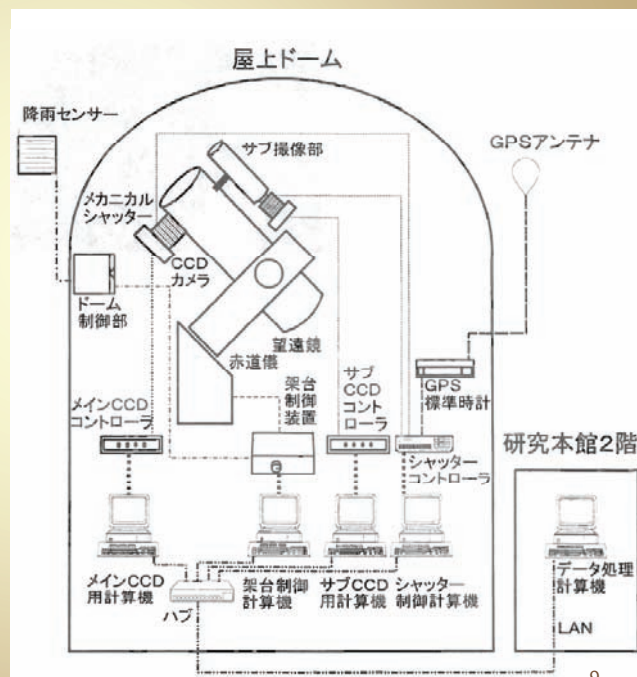 屋上ドーム
降雨センサー
サブ撮像部
GPSアンテナ
メカニカル
シャッター
CCD
カメラ
ドーム
制御部
望遠鏡
赤道儀
架台
制御
装置
サブ
CCD
コント
ローラ
GPS
標準時計
メインCCD
コントローラ
シャッター
コントローラ
研究本館2階
メインCCD
用計算機
ハブ
架台制御
計算機
サブCCD
用計算機
シャッター
制御計算機
データ処理
計算機
LAN
9